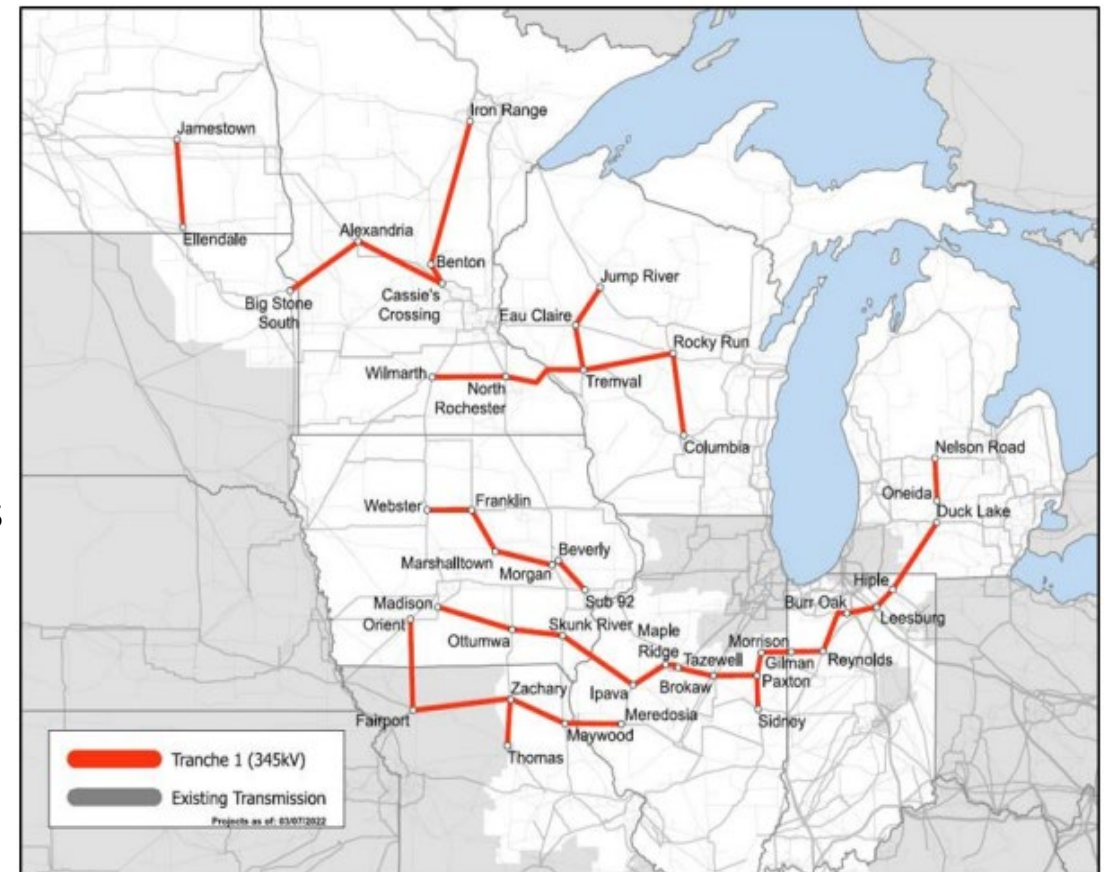 Iron Range
Jamestown
Ellendale
Alexandria
Benton
Big Stone
South
Cassie's
Crossing
Jump River
Eau Claire
Rocky Run
Wilmarth
North
Rochester
Tremval
Columbia
Nelson Road
Oneida
Duck Lake
Webster
Franklin
Marshalltown
Morgan
Beverly
Sub 92
Hiple
Burr Oak
Leesburg
Madison
Orient
Ottumwa
Skunk River
Maple
Ridge
Tazewell
Morrison
Gilman
Reynolds
Paxton
Ipava
Brokaw
Sidney
Zachary
Fairport
Meredosia
Maywood
Thomas
Tranche 1 (345kV)
Existing Transmission
Projects as of: 03/07/2022
s